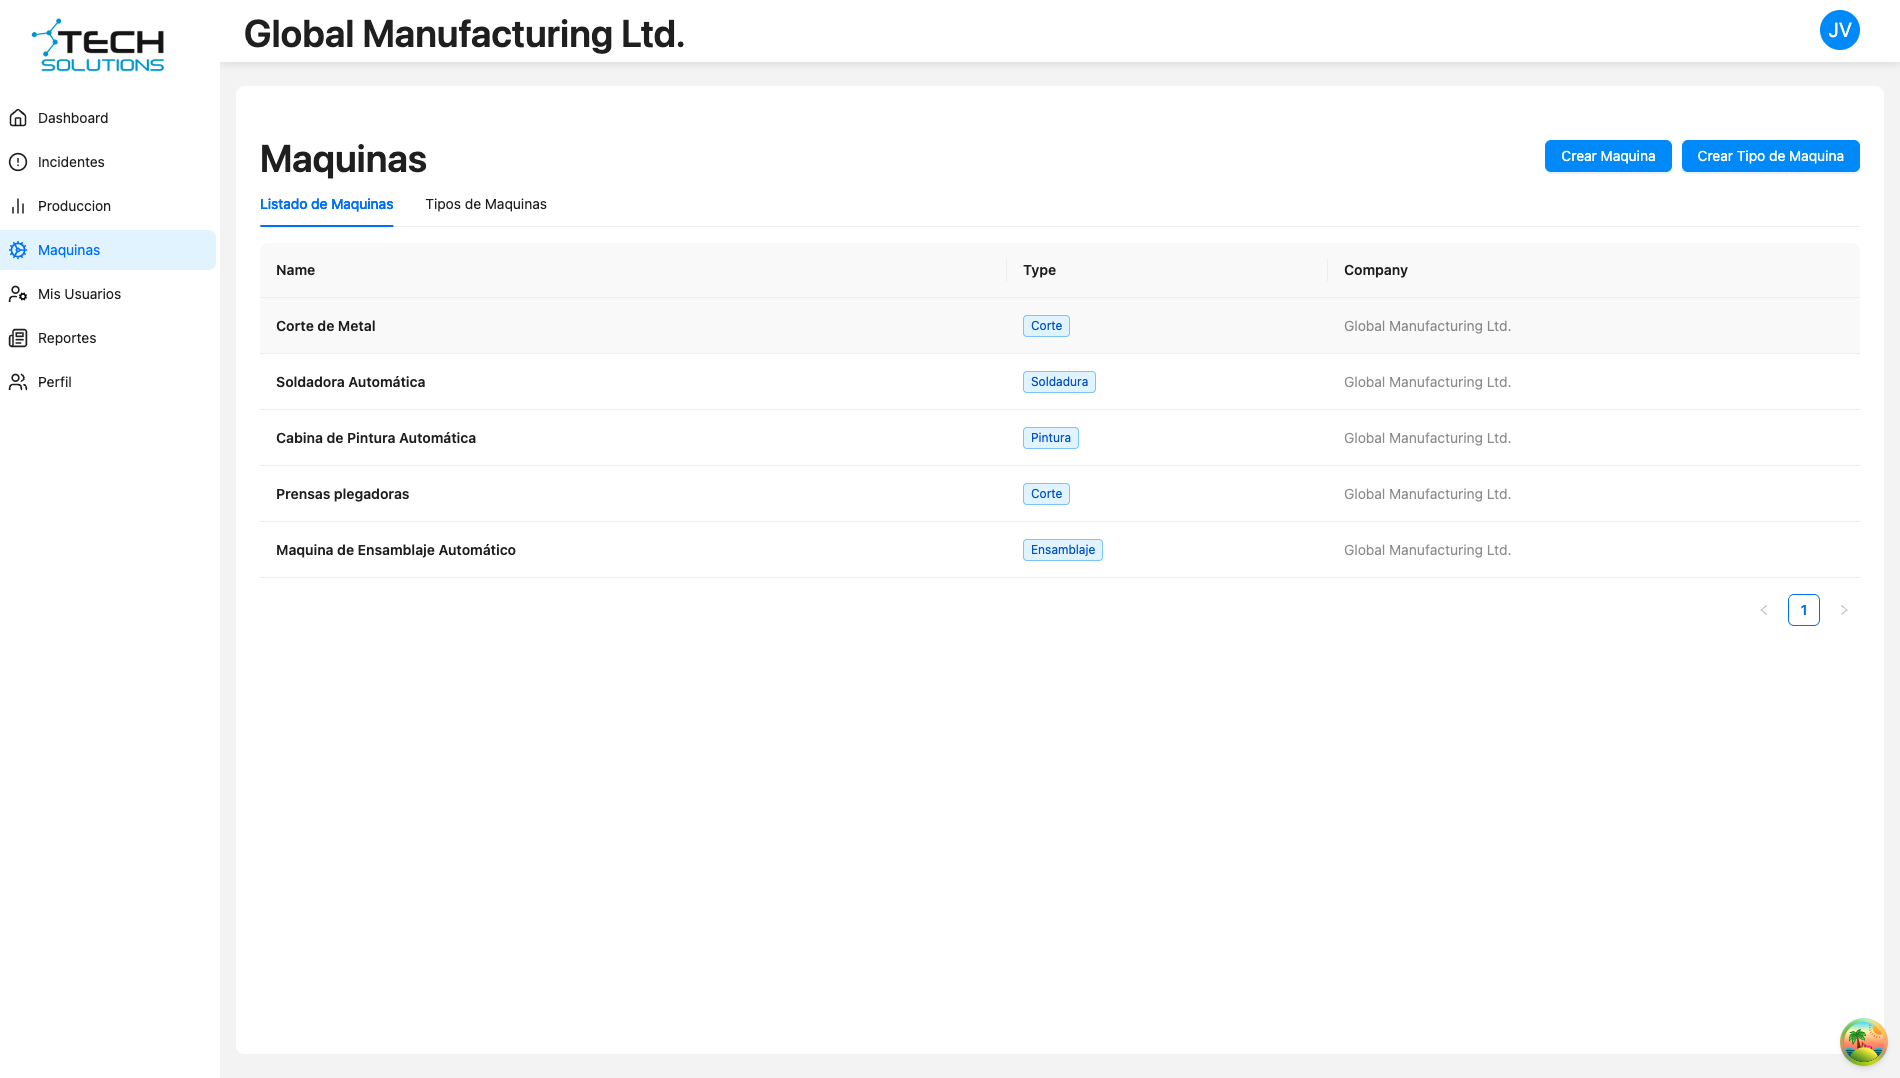 TECH
SOLUTIONS
Global Manufacturing Ltd.
JV
Dashboard
Incidentes
Produccion
Maquinas
Mis Usuarios
Reportes
Perfil
Maquinas
Crear Maquina
Crear Tipo de Maquina
Listado de Maquinas
Tipos de Maquinas
Name Type Company
Corte de Metal Corte Global Manufacturing Ltd.
Soldadora Automática Soldadura Global Manufacturing Ltd.
Cabina de Pintura Automática Pintura Global Manufacturing Ltd.
Prensas plegadoras Corte Global Manufacturing Ltd.
Maquina de Ensamblaje Automático Ensamblaje Global Manufacturing Ltd.
1